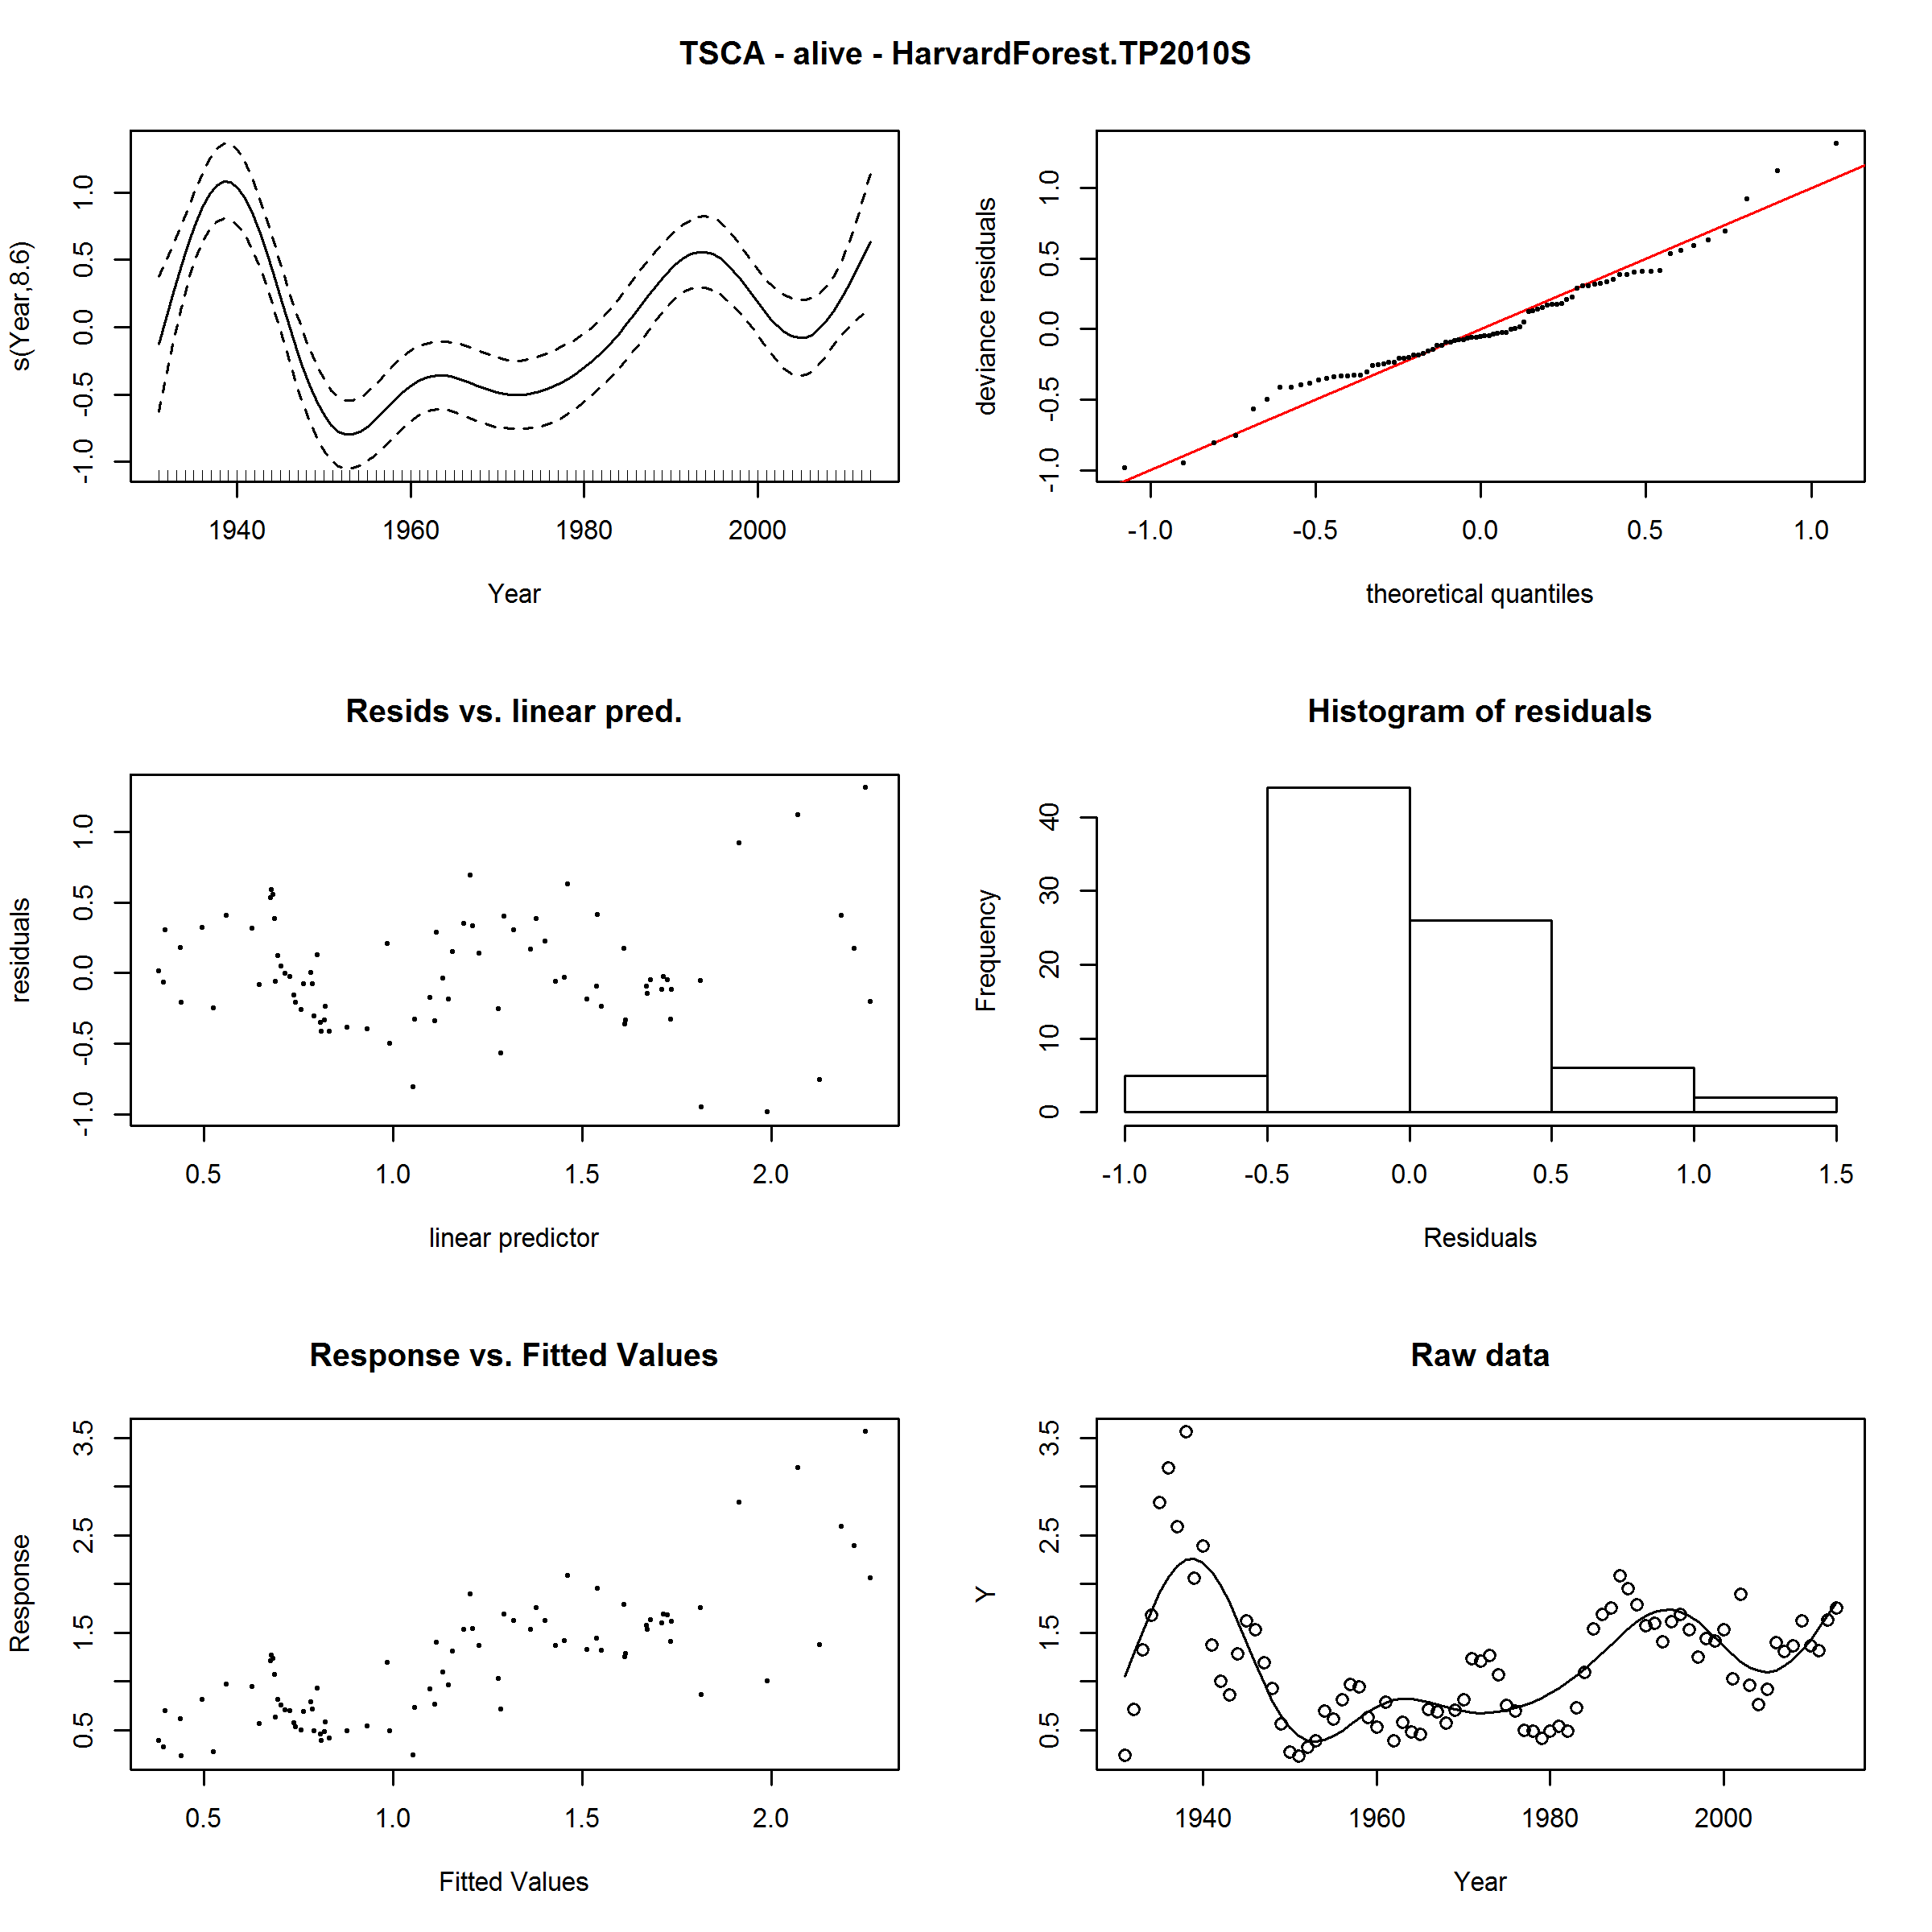 TSCA - alive - HarvardForest.TP2010S
s(Year,8.6)
-1.0 -0.5 0.0 0.5 1.0
1940 1960 1980 2000
Year
deviance residuals
-1.0 -0.5 0.0 0.5 1.0
-1.0 -0.5 0.0 0.5 1.0
theoretical quantiles
Resids vs. linear pred.
residuals
-1.0 -0.5 0.0 0.5 1.0
0.5 1.0 1.5 2.0
linear predictor
Histogram of residuals
Frequency
0 10 20 30 40
-1.0 -0.5 0.0 0.5 1.0 1.5
Residuals
Response vs. Fitted Values
Response
0.5 1.5 2.5 3.5
0.5 1.0 1.5 2.0
Fitted Values
Raw data
Y
0.5 1.5 2.5 3.5
1940 1960 1980 2000
Year